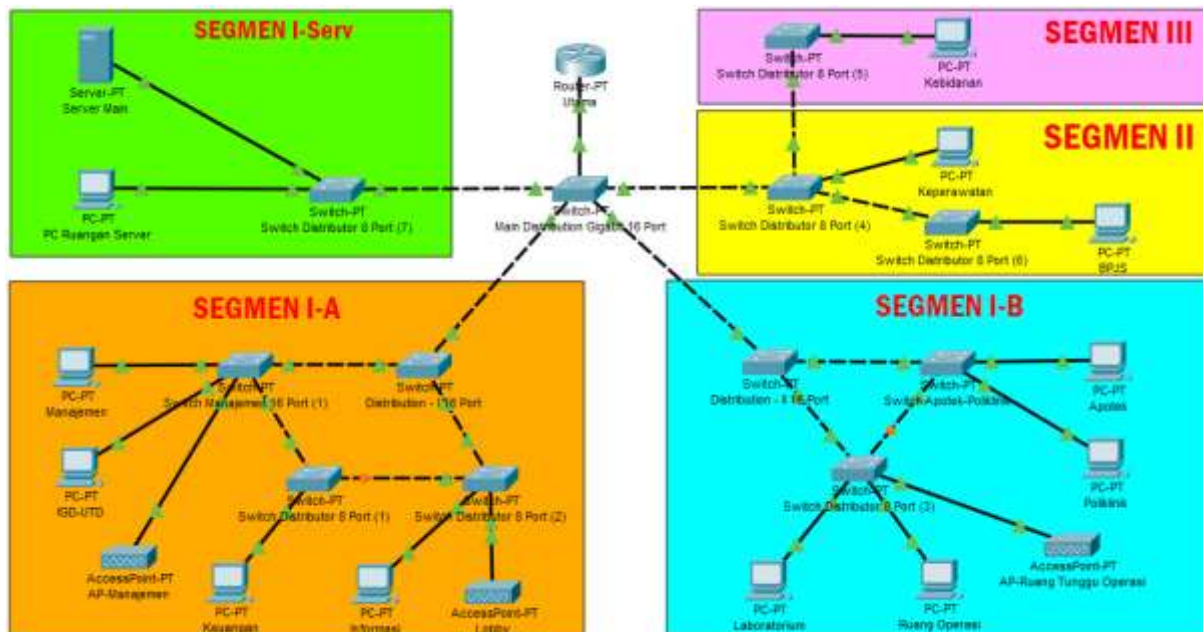 SEGMEN I-Serv
Server-PT
Server Main
PC-PT
PC Ruangan Server
Switch-PT
Switch Distributor 8 Port (7)
Router-PT
Utama
Switch-PT
Main Distribution Gigabit 16 Port
SEGMEN III
Switch-PT
Switch Distributor 8 Port (5)
PC-PT
Kebidanan
SEGMEN II
PC-PT
Keparawatan
Switch-PT
Switch Distributor 8 Port (4)
Switch-PT
Switch Distributor 8 Port (6)
PC-PT
BPJS
SEGMEN I-A
PC-PT
Manajemen
Switch-PT
Switch Manajemen 16 Port (1)
Switch-PT
Distribution - I 16 Port
PC-PT
IGD-UTD
Switch-PT
Switch Distributor 8 Port (1)
Switch-PT
Switch Distributor 8 Port (2)
AccessPoint-PT
AP-Manajemen
PC-PT
Keuangan
PC-PT
Informasi
AccessPoint-PT
Lobby
SEGMEN I-B
Switch-PT
Distribution - II 16 Port
Switch-PT
Switch-Apotek-Poliklinik
PC-PT
Apotek
PC-PT
Poliklinik
Switch-PT
Switch Distributor 8 Port (3)
AccessPoint-PT
AP-Ruang Tunggu Operasi
PC-PT
Laboratorium
PC-PT
Ruang Operasi